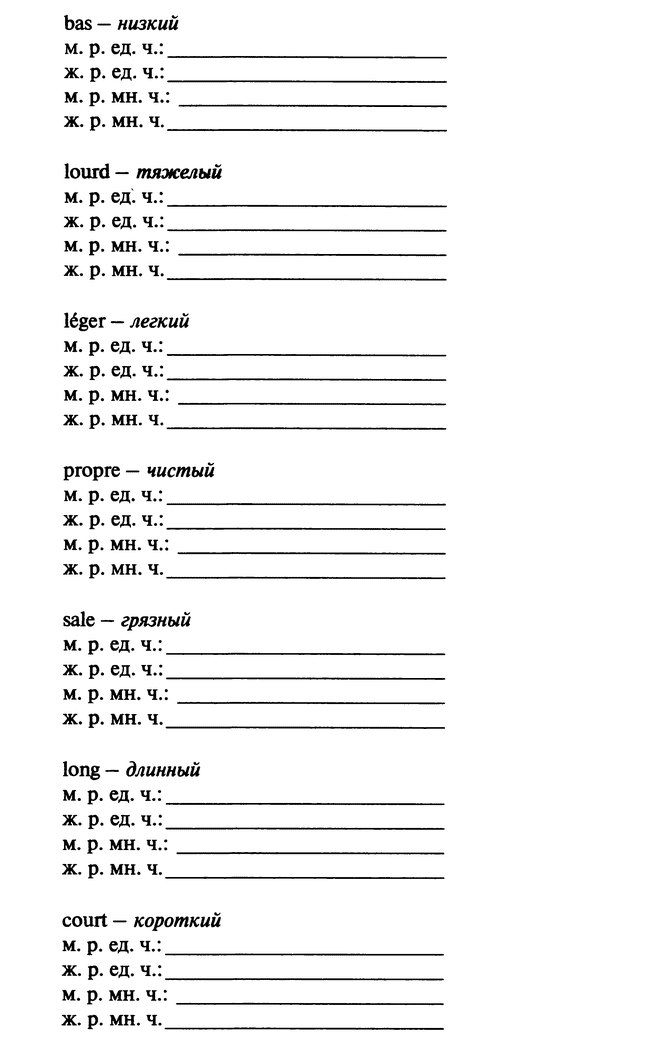 bas – низкий
м. р. ед. ч.:
ж. р. ед. ч.:
м. р. мн. ч.:
ж. р. мн. ч.
lourd – тяжелый
м. р. ед. ч.:
ж. р. ед. ч.:
м. р. мн. ч.:
ж. р. мн. ч.
léger – легкий
м. р. ед. ч.:
ж. р. ед. ч.:
м. р. мн. ч.:
ж. р. мн. ч.
propre – чистый
м. р. ед. ч.:
ж. р. ед. ч.:
м. р. мн. ч.:
ж. р. мн. ч.
sale – грязный
м. р. ед. ч.:
ж. р. ед. ч.:
м. р. мн. ч.:
ж. р. мн. ч.
long – длинный
м. р. ед. ч.:
ж. р. ед. ч.:
м. р. мн. ч.:
ж. р. мн. ч.
court – короткий
м. р. ед. ч.:
ж. р. ед. ч.:
м. р. мн. ч.:
ж. р. мн. ч.